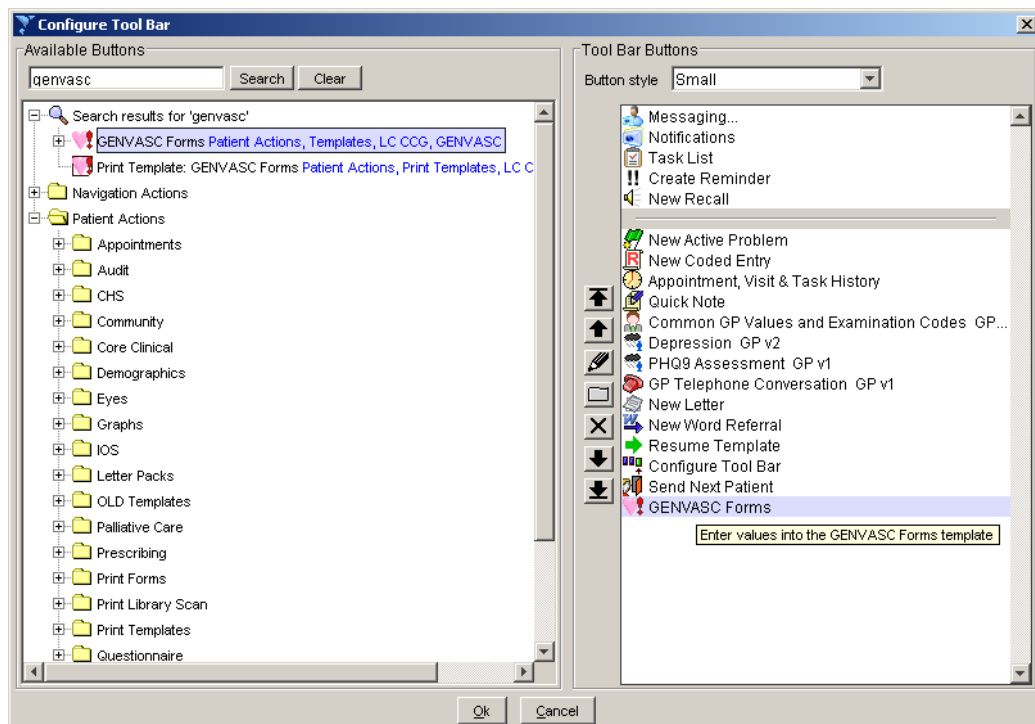 Configure Tool Bar
Available Buttons
genvasc
Search
Clear
Search results for 'genvasc'
GENVASC Forms Patient Actions, Templates, LC CCG, GENVASC
Print Template: GENVASC Forms Patient Actions, Print Templates, LC C
Navigation Actions
Patient Actions
Appointments
Audit
CHS
Community
Core Clinical
Demographics
Eyes
Graphs
IOS
Letter Packs
OLD Templates
Palliative Care
Prescribing
Print Forms
Print Library Scan
Print Templates
Questionnaire
Tool Bar Buttons
Button style
Small
Messaging...
Notifications
Task List
Create Reminder
New Recall
New Active Problem
New Coded Entry
Appointment, Visit & Task History
Quick Note
Common GP Values and Examination Codes GP...
Depression GP v2
PHQ9 Assessment GP v1
GP Telephone Conversation GP v1
New Letter
New Word Referral
Resume Template
Configure Tool Bar
Send Next Patient
GENVASC Forms
Enter values into the GENVASC Forms template
Ok
Cancel